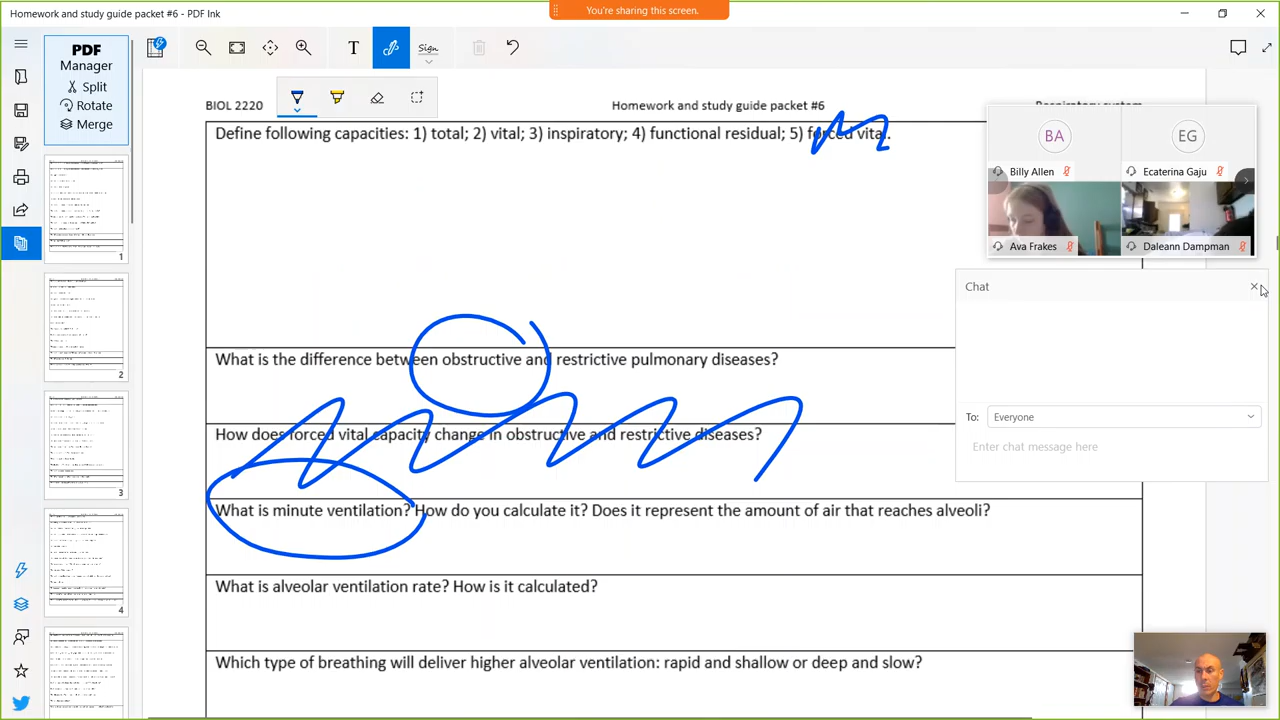 You're sharing this screen.
Homework and study guide packet #6 - PDF Ink
PDF
Manager
Split
Rotate
Merge
Sign
BIOL 2220
Homework and study guide packet #6
Respiratory system
Define following capacities: 1) total; 2) vital; 3) inspiratory; 4) functional residual; 5) forced vital.
What is the difference between obstructive and restrictive pulmonary diseases?
How does forced vital capacity change in obstructive and restrictive diseases?
What is minute ventilation? How do you calculate it? Does it represent the amount of air that reaches alveoli?
What is alveolar ventilation rate? How is it calculated?
Which type of breathing will deliver higher alveolar ventilation: rapid and shallow or deep and slow?
1
2
3
4
BA
EG
Billy Allen
Ecaterina Gaju
Ava Frakes
Daleann Dampman
Chat
To:
Everyone
Enter chat message here